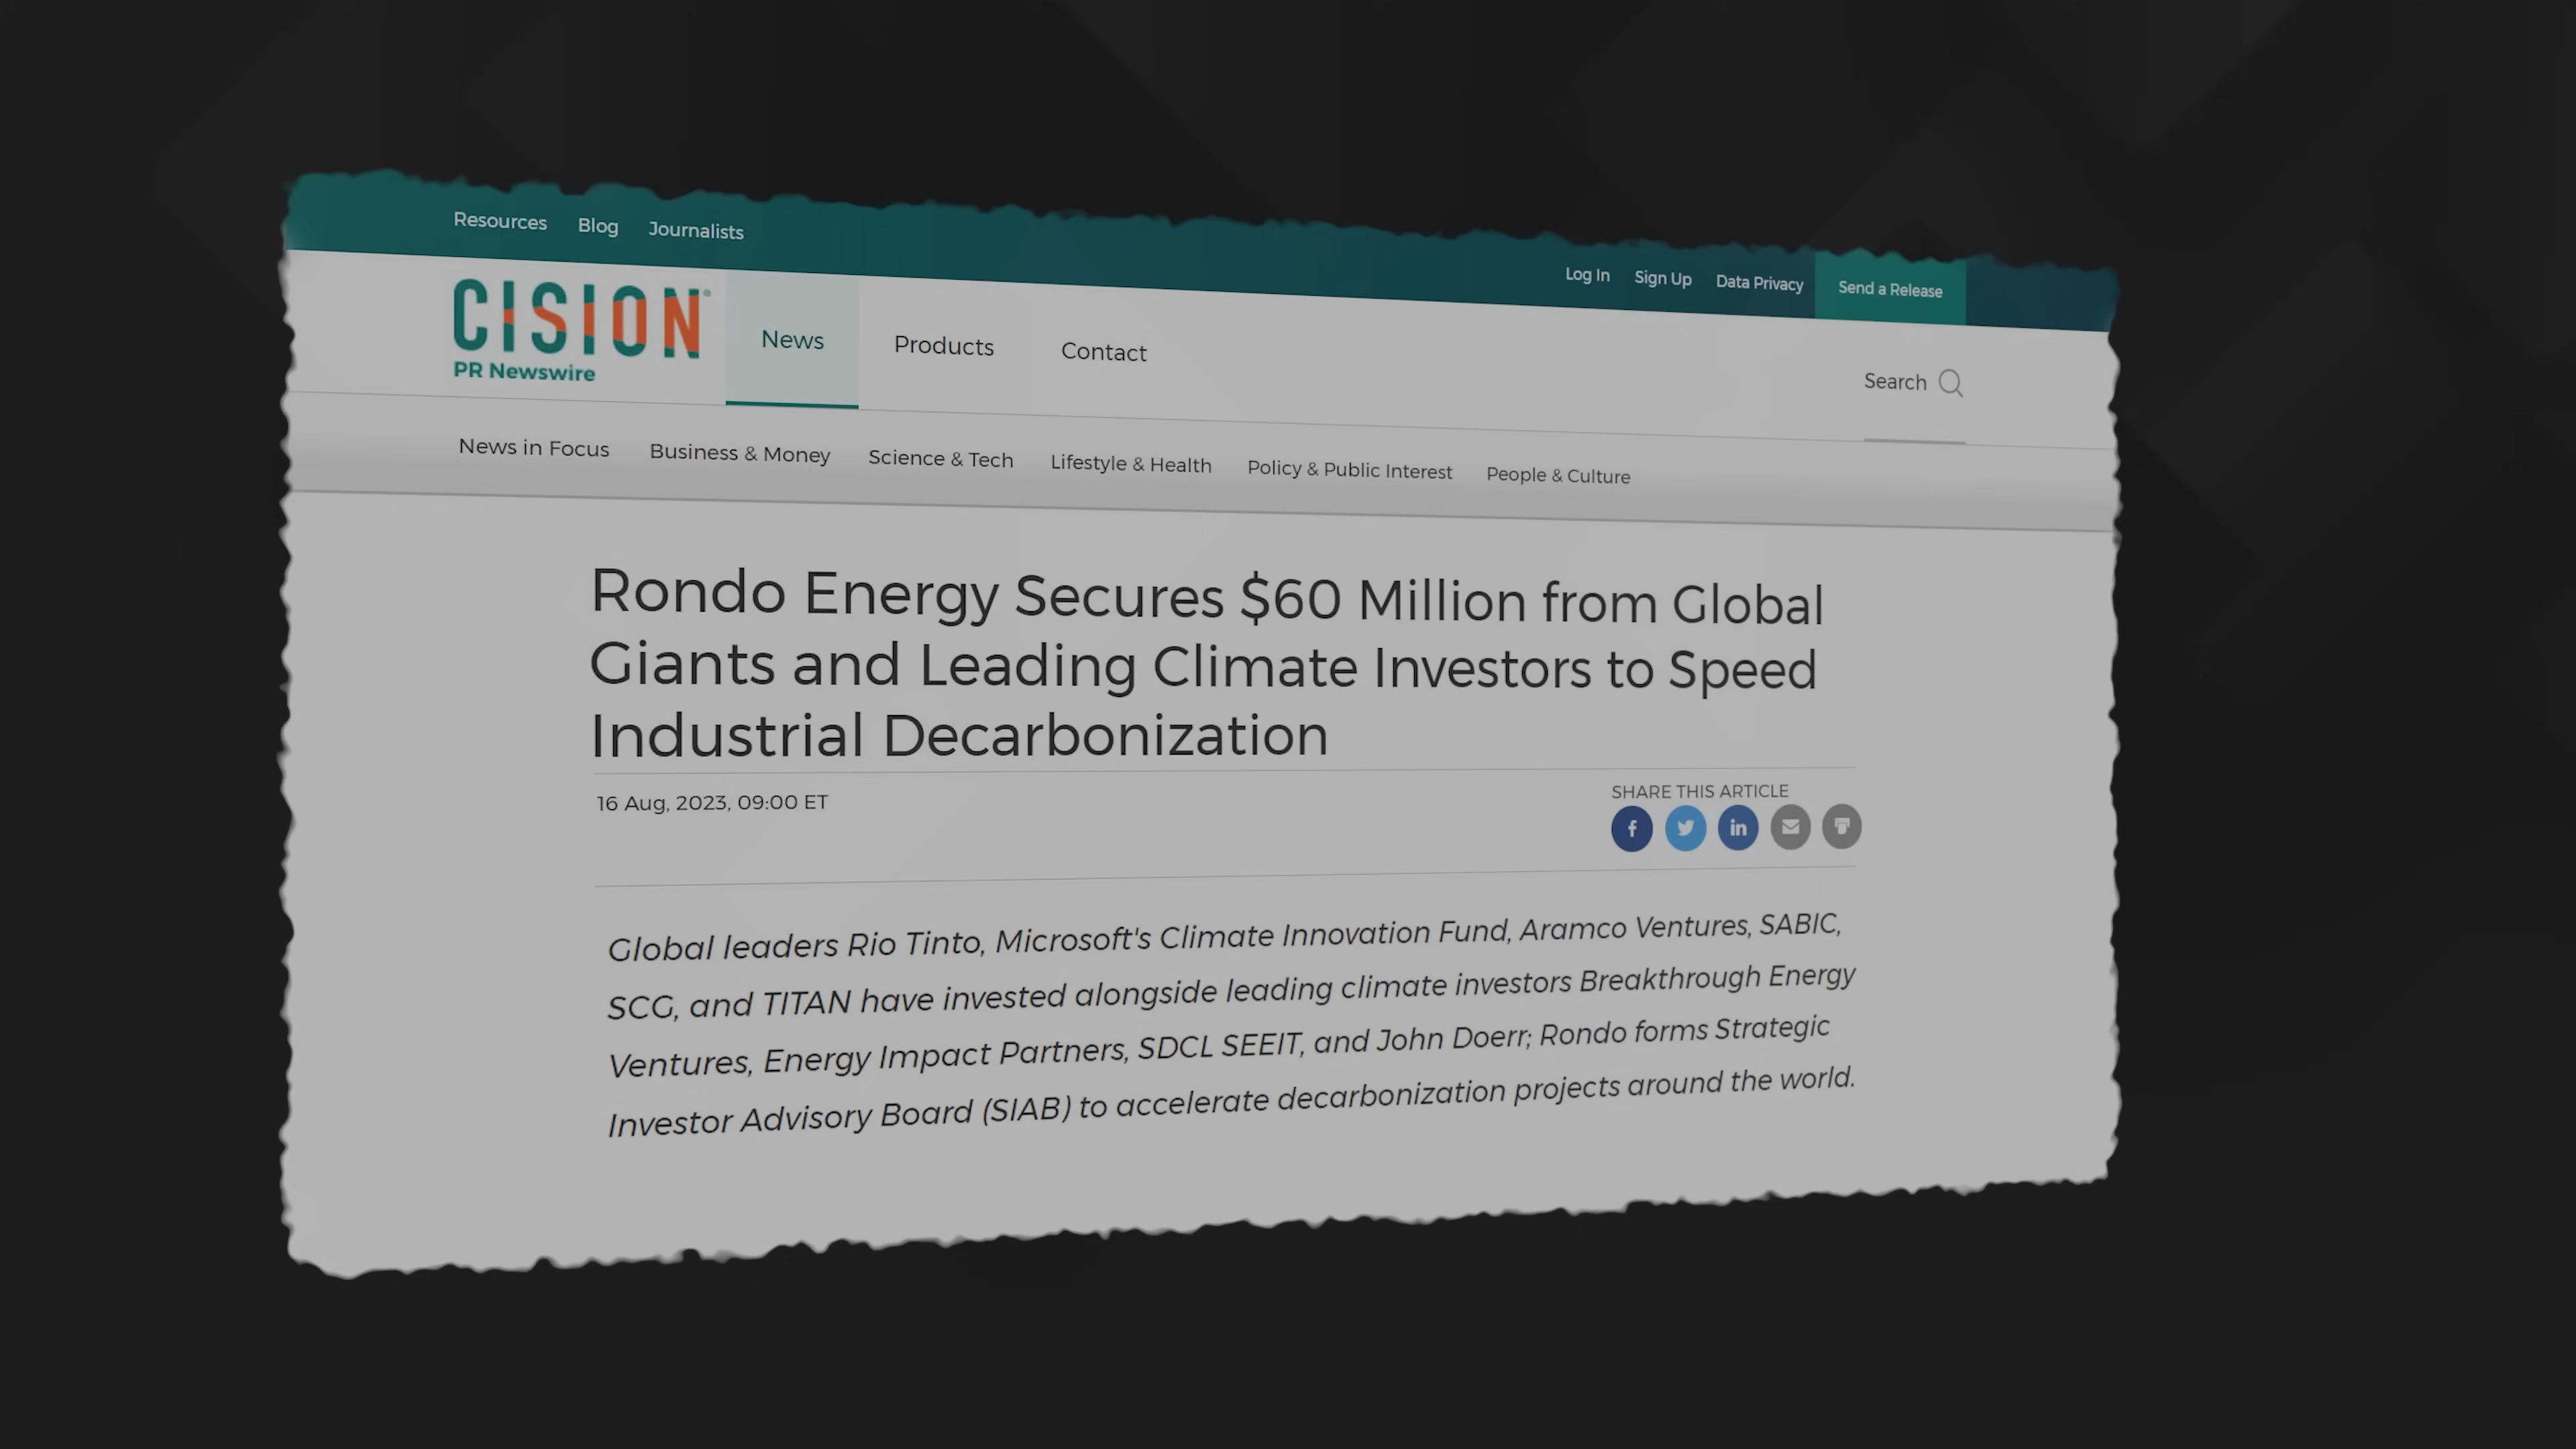 Resources Blog Journalists
Log In Sign Up Data Privacy Send a Release
CISION
PR Newswire
News Products Contact
Search
News in Focus Business & Money Science & Tech Lifestyle & Health Policy & Public Interest People & Culture
Rondo Energy Secures $60 Million from Global
Giants and Leading Climate Investors to Speed
Industrial Decarbonization
16 Aug, 2023, 09:00 ET
SHARE THIS ARTICLE
Global leaders Rio Tinto, Microsoft's Climate Innovation Fund, Aramco Ventures, SABIC,
SCG, and TITAN have invested alongside leading climate investors Breakthrough Energy
Ventures, Energy Impact Partners, SDCL SEEIT, and John Doerr; Rondo forms Strategic
Investor Advisory Board (SIAB) to accelerate decarbonization projects around the world.